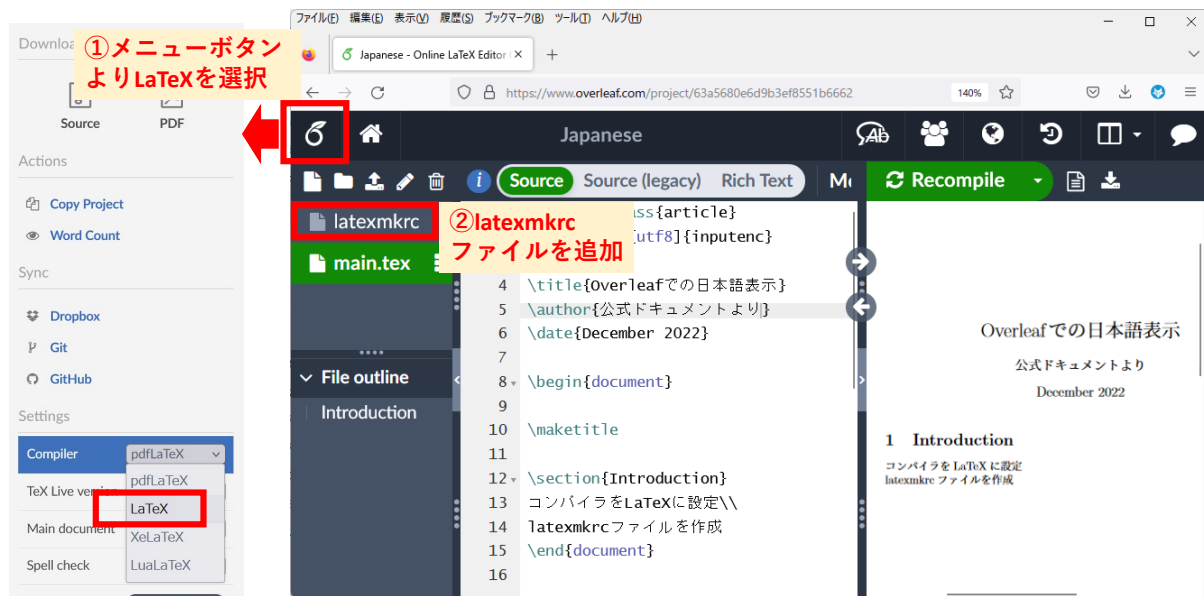 Downloa
①メニューボタン
よりLaTeXを選択
Source
PDF
Actions
Copy Project
Word Count
Sync
Dropbox
Git
GitHub
Settings
Compiler
pdfLaTeX
pdfLaTeX
TeX Live version
LaTeX
Main document
XeLaTeX
Spell check
LuaLaTeX
ファイル(F) 編集(E) 表示(V) 履歴(S) ブックマーク(B) ツール(T) ヘルプ(H)
Japanese - Online LaTeX Editor
https://www.overleaf.com/project/63a5680e6d9b3ef8551b6662
140%
Japanese
Source
Source (legacy)
Rich Text
Recompile
latexmkrc
main.tex
②latexmkrc
ファイルを追加
File outline
Introduction
ss{article}
[utf8]{inputenc}
4 \title{Overleafでの日本語表示}
5 \author{公式ドキュメントより}
6 \date{December 2022}
7
8 \begin{document}
9
10 \maketitle
11
12 \section{Introduction}
13 コンパイラをLaTeXに設定\\
14 latexmkrcファイルを作成
15 \end{document}
16
Overleaf での日本語表示
公式ドキュメントより
December 2022
1 Introduction
コンパイラを LaTeX に設定
latexmkrc ファイルを作成